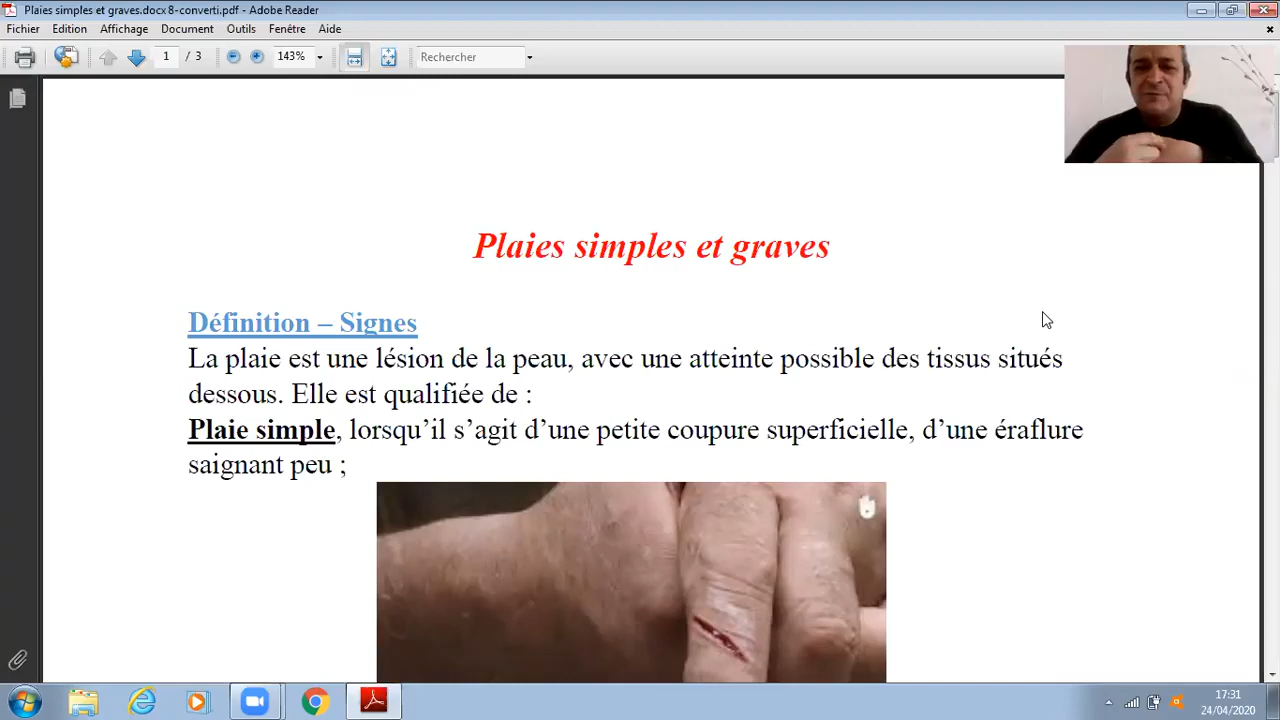 Plaies simples et graves.docx 8-converti.pdf - Adobe Reader
Fichier Edition Affichage Document Outils Fenêtre Aide
1 / 3 143% Rechercher
Plaies simples et graves
Définition – Signes
La plaie est une lésion de la peau, avec une atteinte possible des tissus situés
dessous. Elle est qualifiée de :
Plaie simple, lorsqu’il s’agit d’une petite coupure superficielle, d’une éraflure
saignant peu ;
17:31
24/04/2020